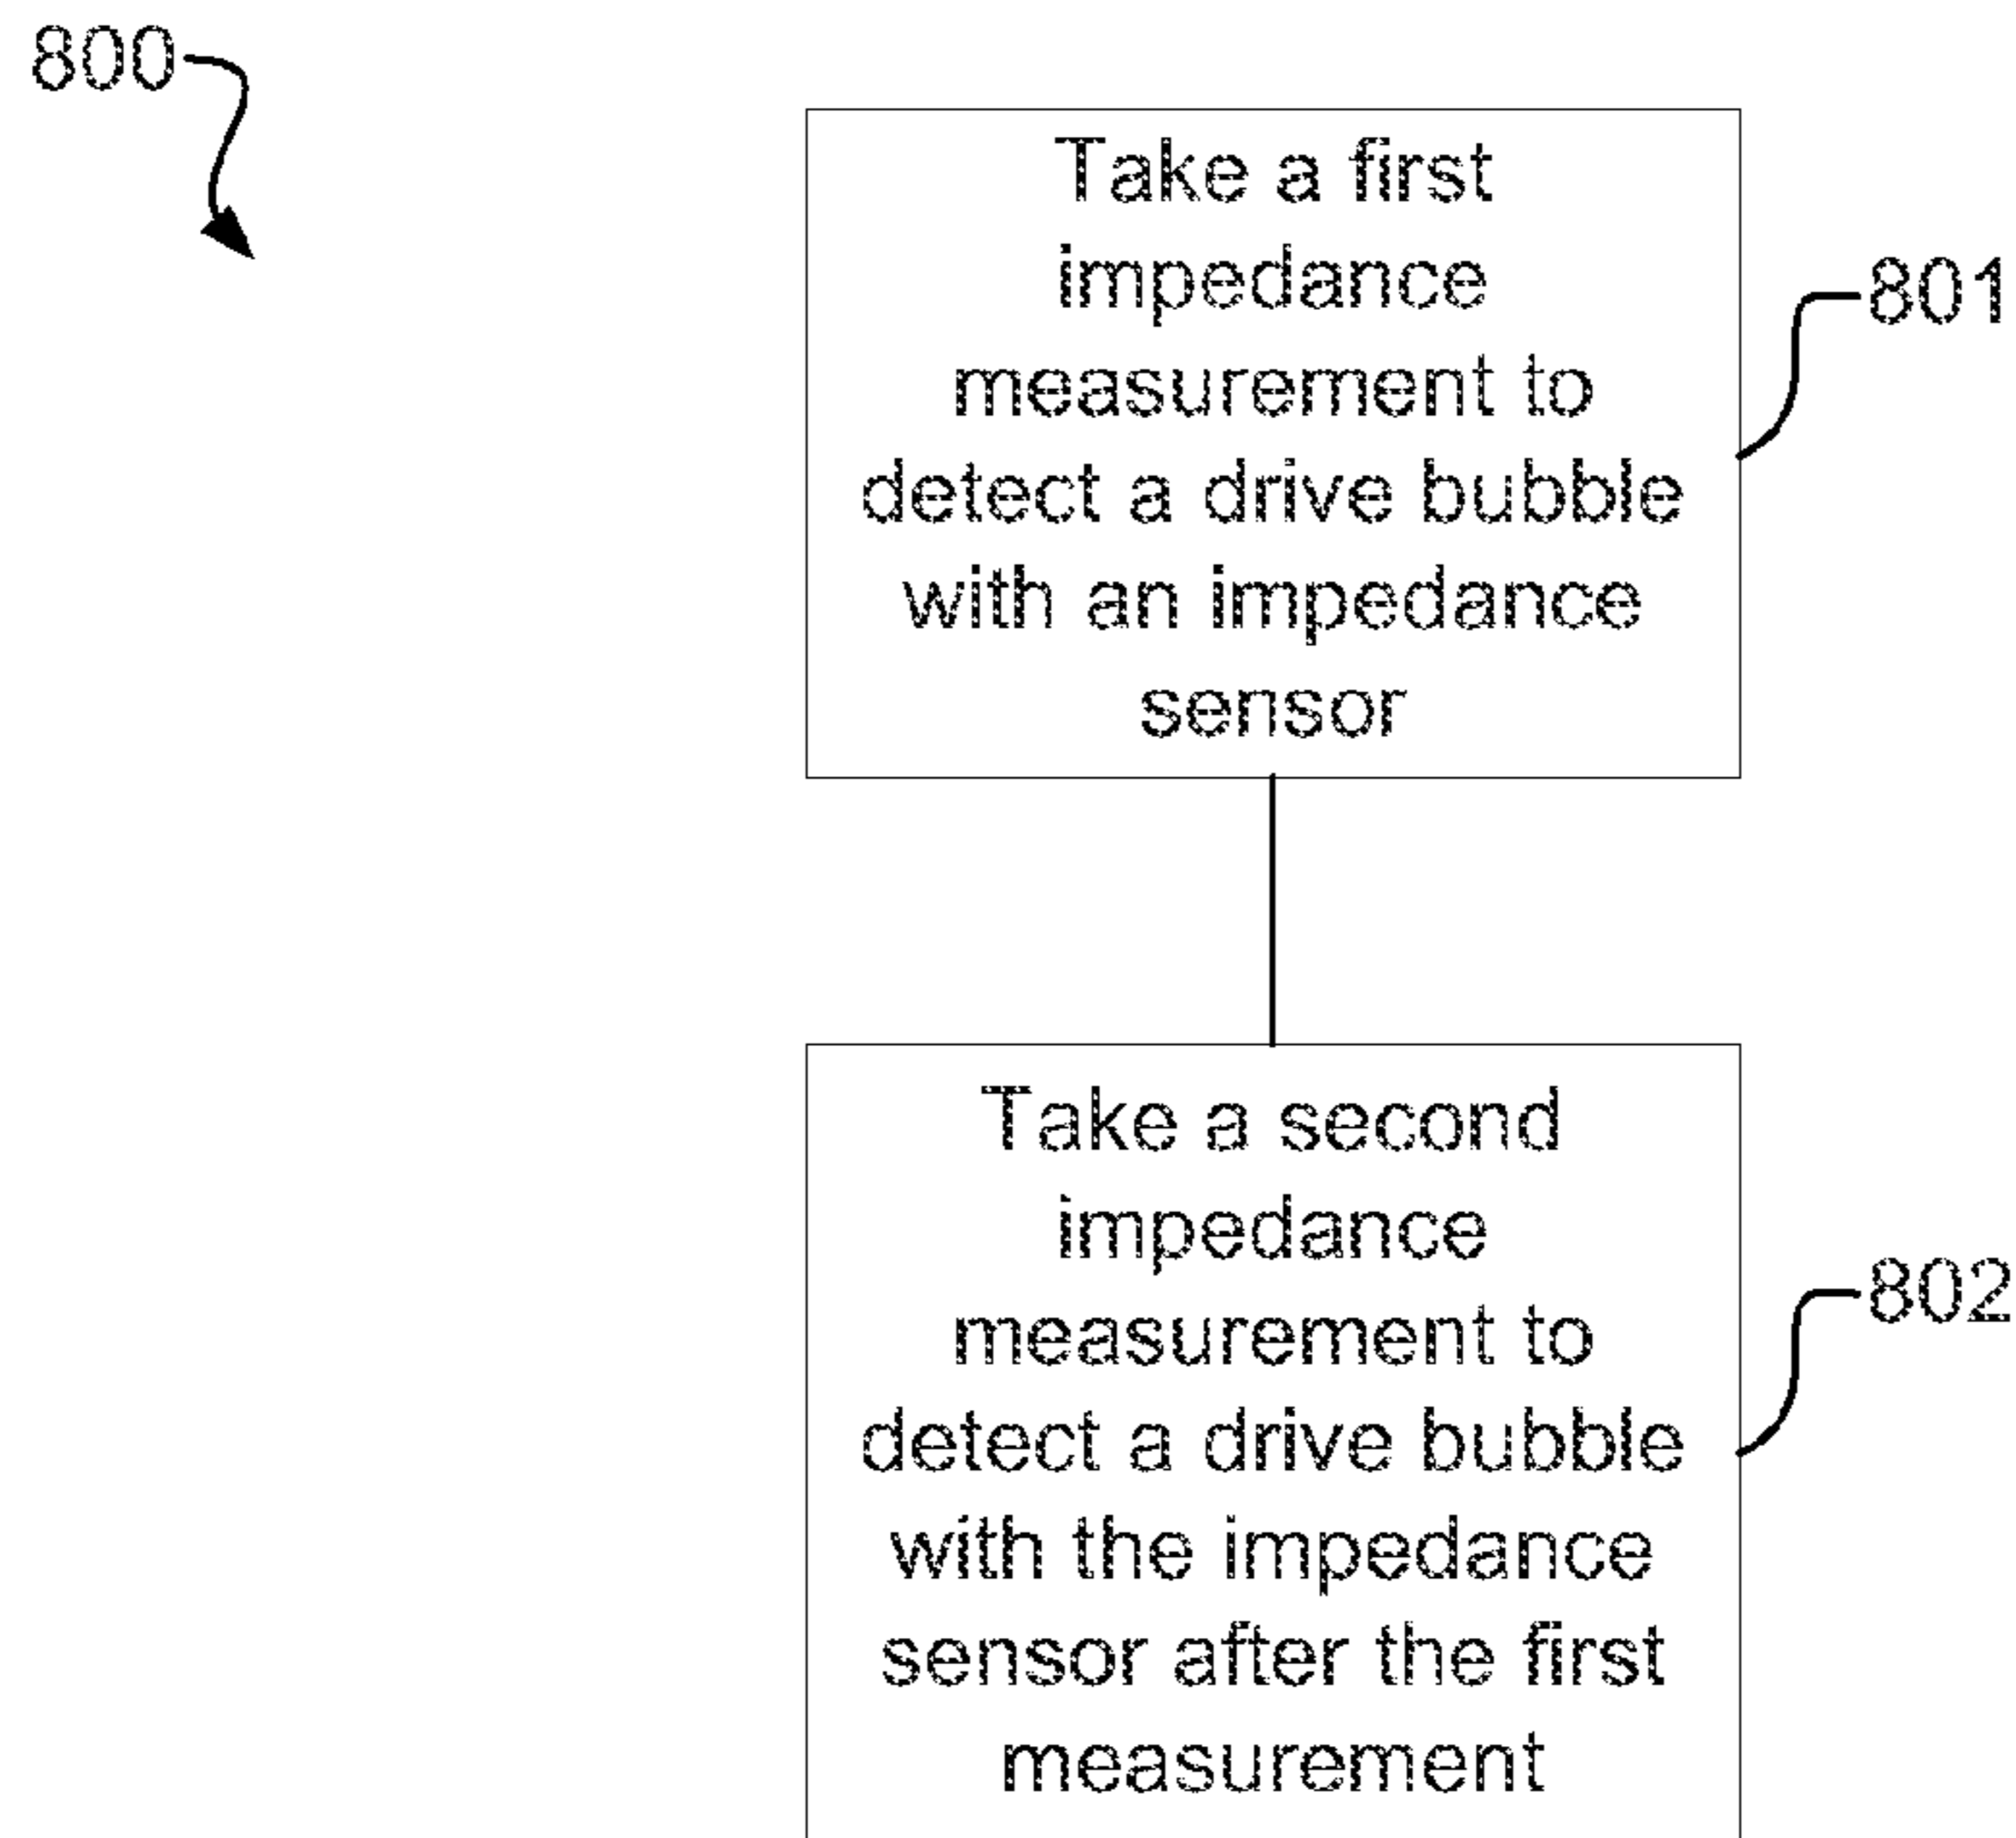 800
Take a first
impedance
measurement to
detect a drive bubble
with an impedance
sensor
801
Take a second
impedance
measurement to
detect a drive bubble
with the impedance
sensor after the first
measurement
802